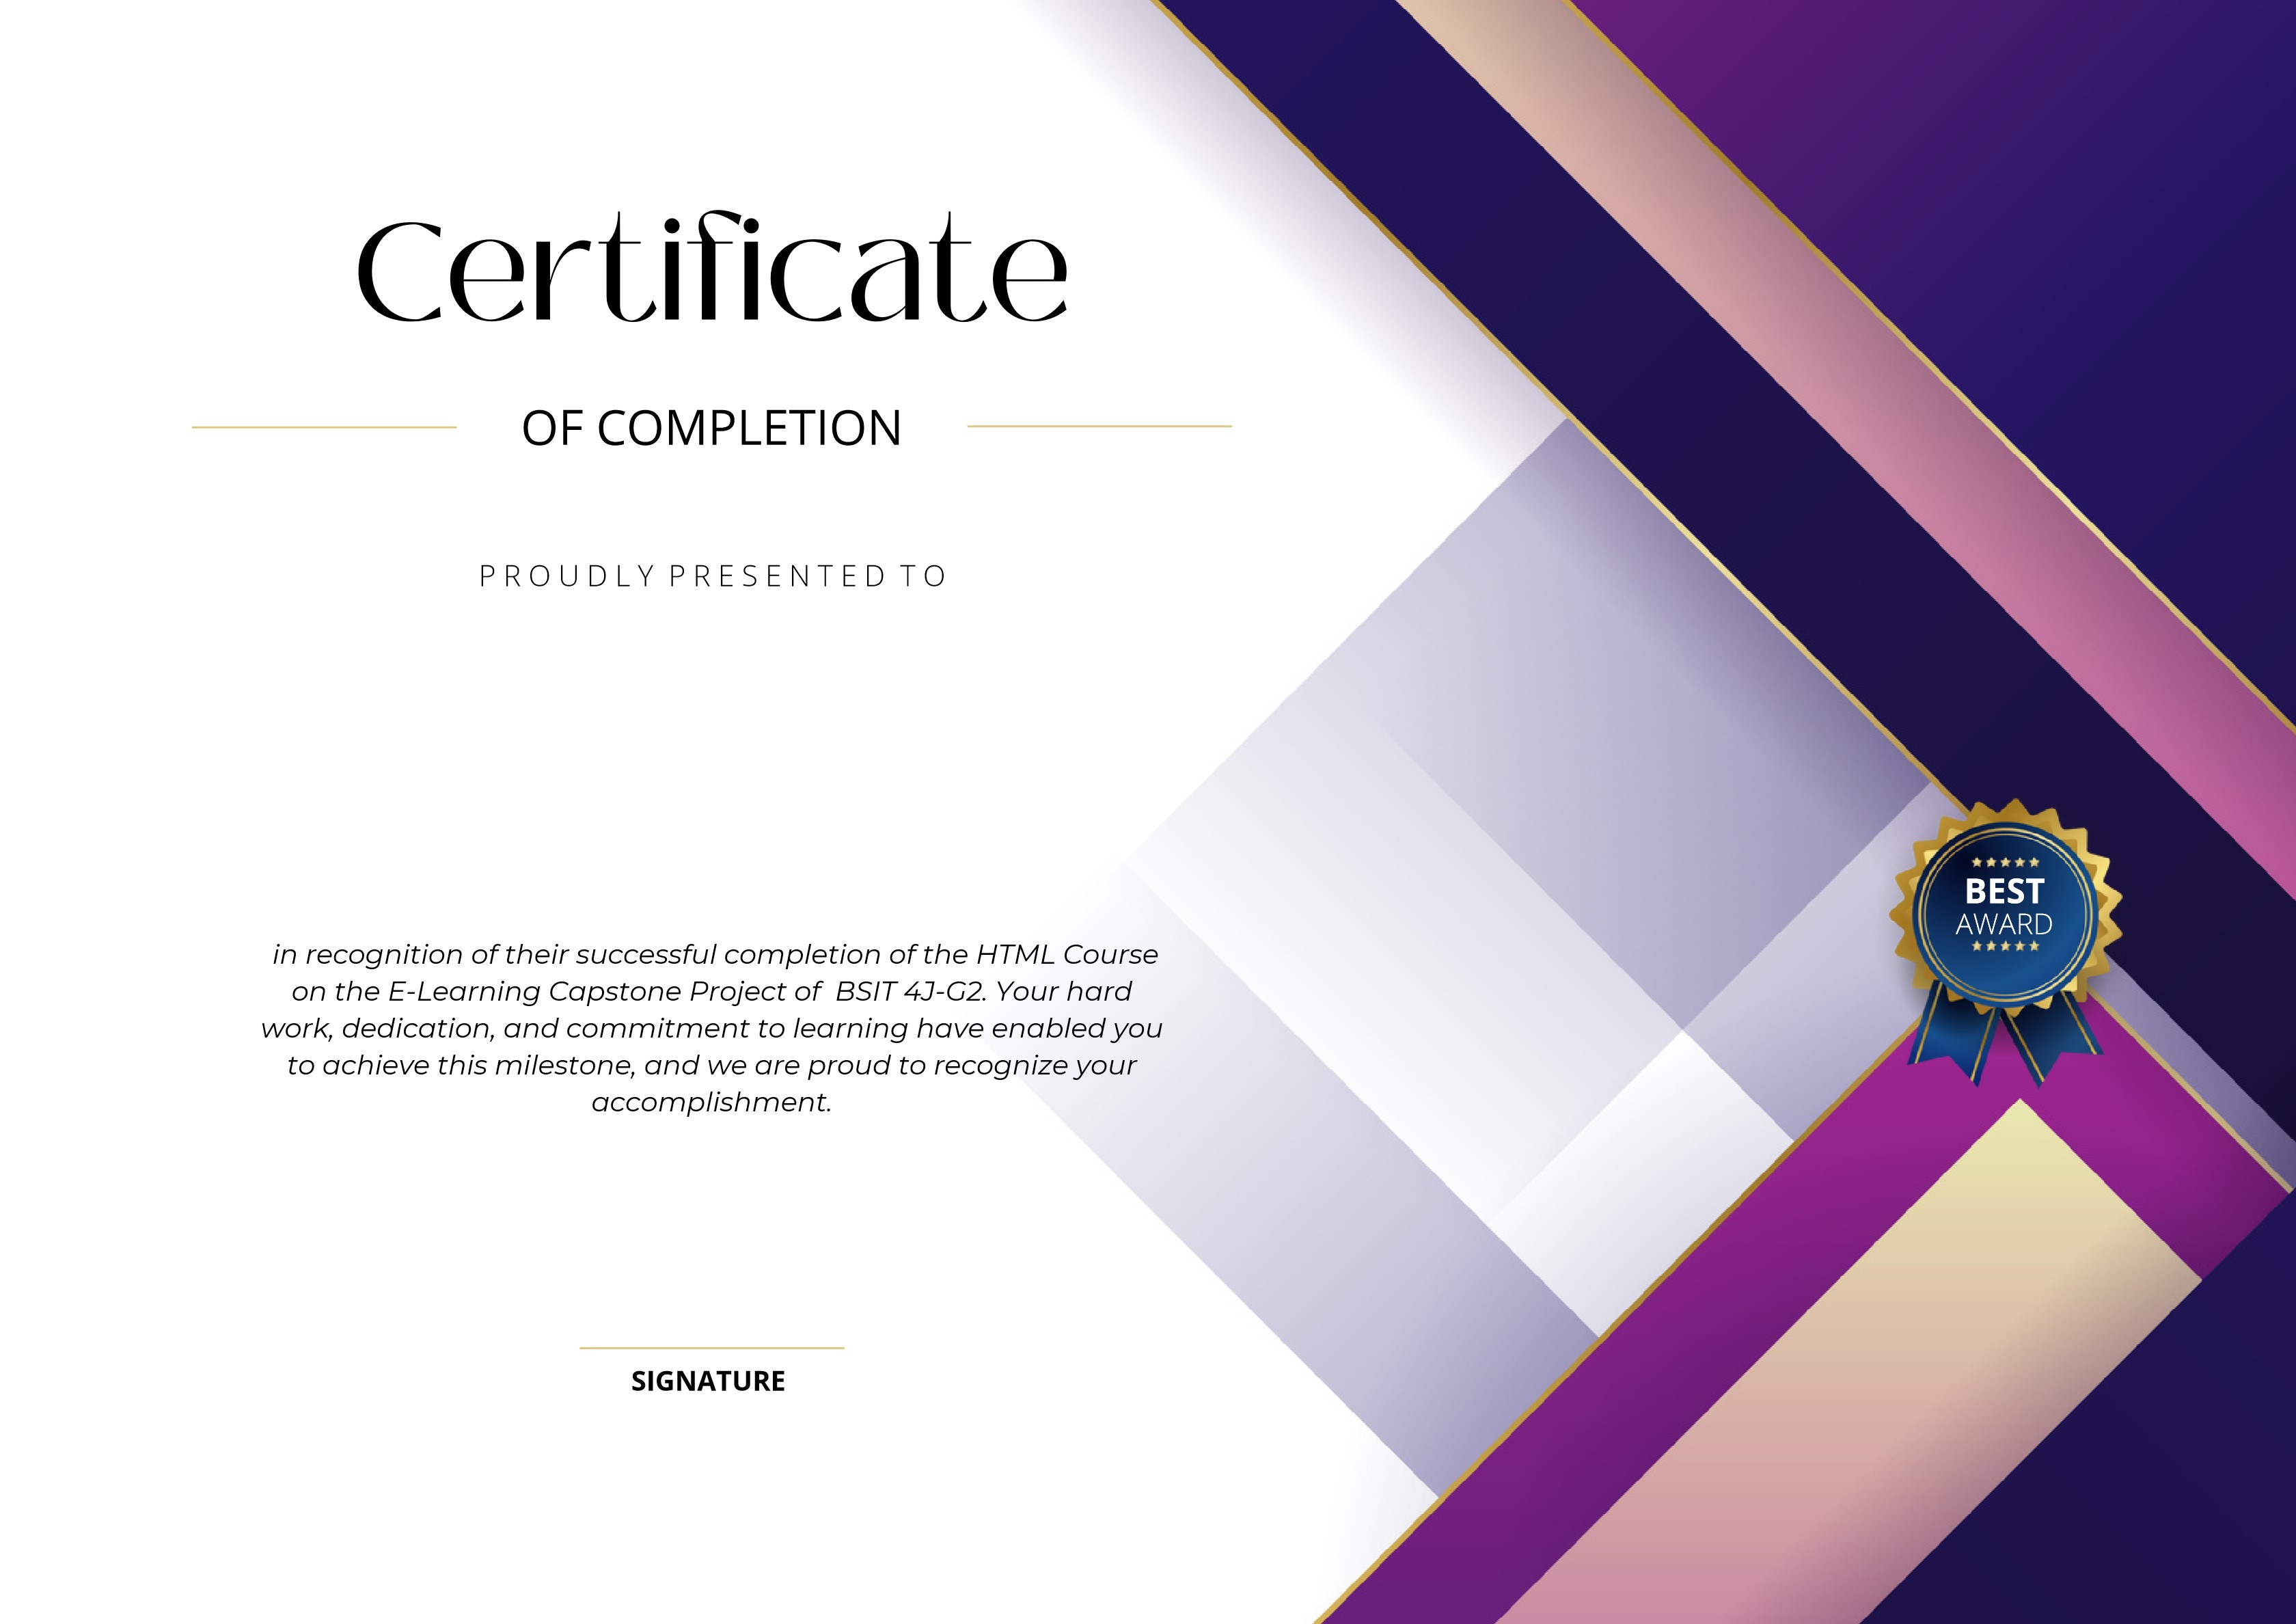 Certificate
OF COMPLETION
PROUDLY PRESENTED TO
in recognition of their successful completion of the HTML Course
on the E-Learning Capstone Project of  BSIT 4J-G2. Your hard
work, dedication, and commitment to learning have enabled you
to achieve this milestone, and we are proud to recognize your
accomplishment.
BEST
AWARD
SIGNATURE